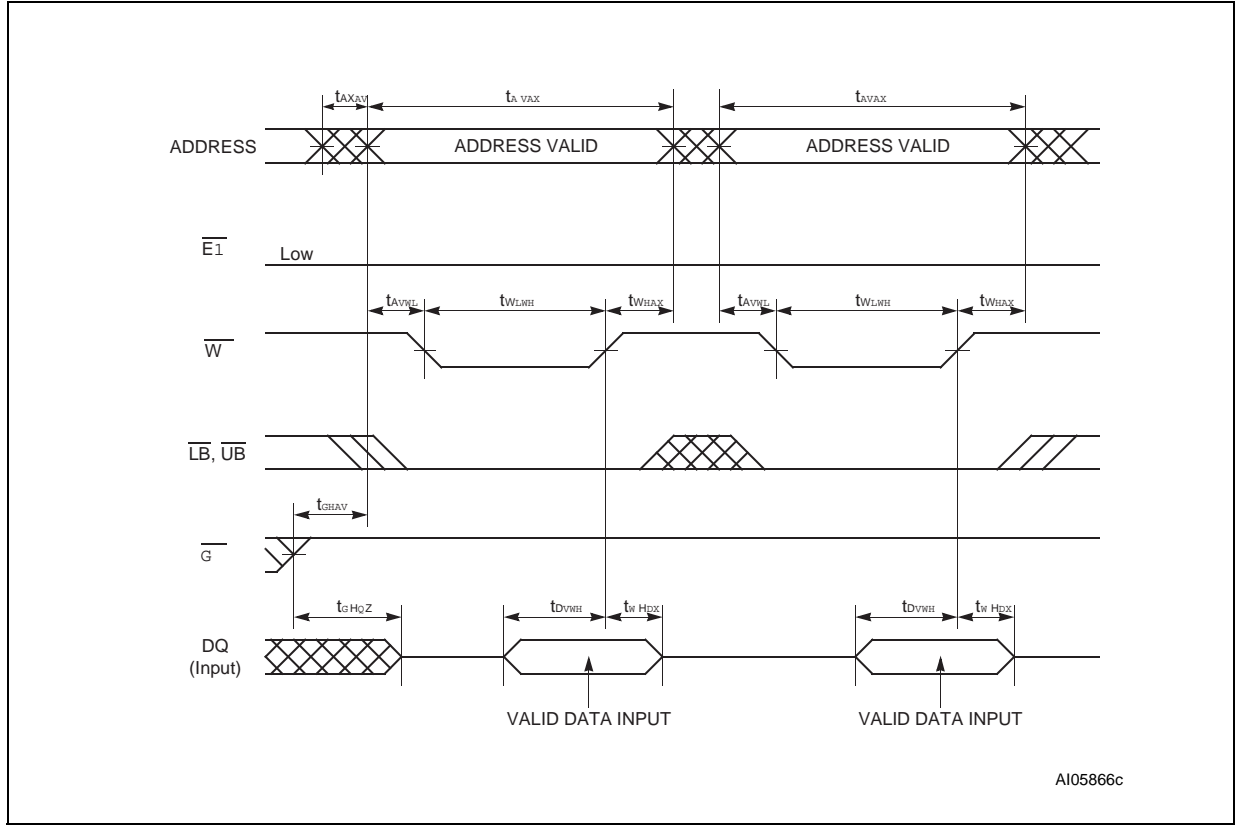 tAXAV tAVAX tAVAX
ADDRESS ADDRESS VALID ADDRESS VALID
E1 Low
tAVWL tWLWH tWHAX tAVWL tWLWH tWHAX
W
LB, UB
tGHAV
G
tGHQZ tDVWH tWHDX tDVWH tWHDX
DQ
(Input)
VALID DATA INPUT VALID DATA INPUT
AI05866c